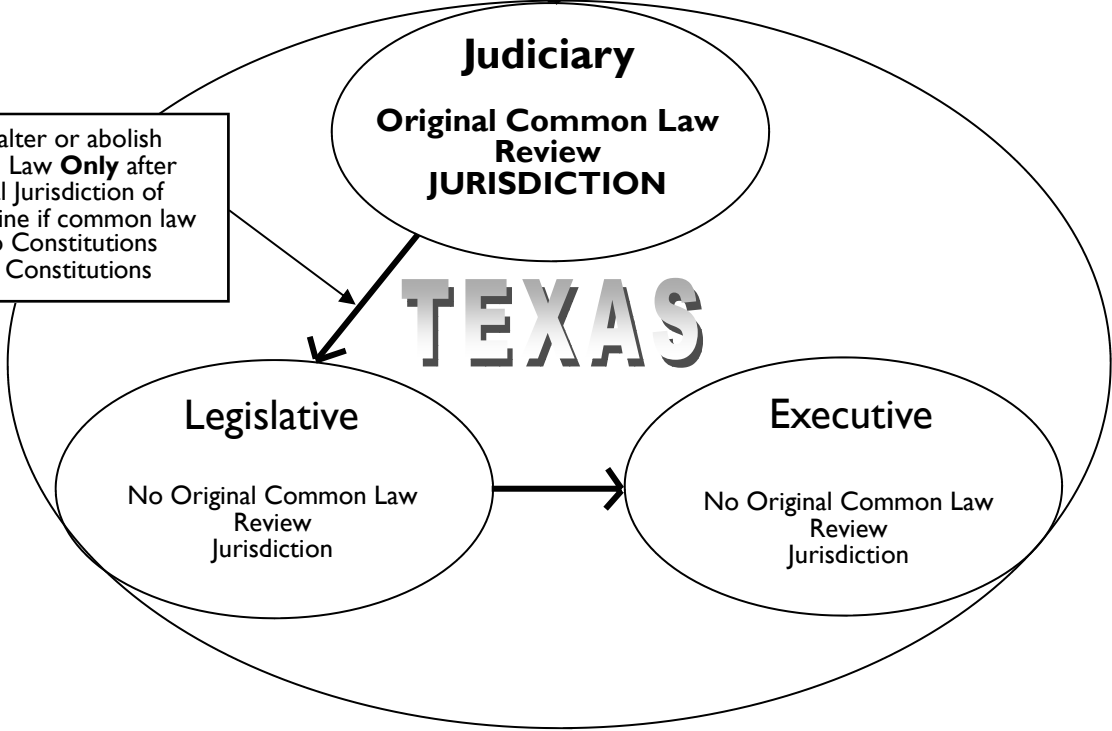 Judiciary
Original Common Law
Review
JURISDICTION
alter or abolish
Law Only after
Jurisdiction of
if common law
Constitutions
Constitutions
TEXAS
Legislative
No Original Common Law
Review
Jurisdiction
Executive
No Original Common Law
Review
Jurisdiction